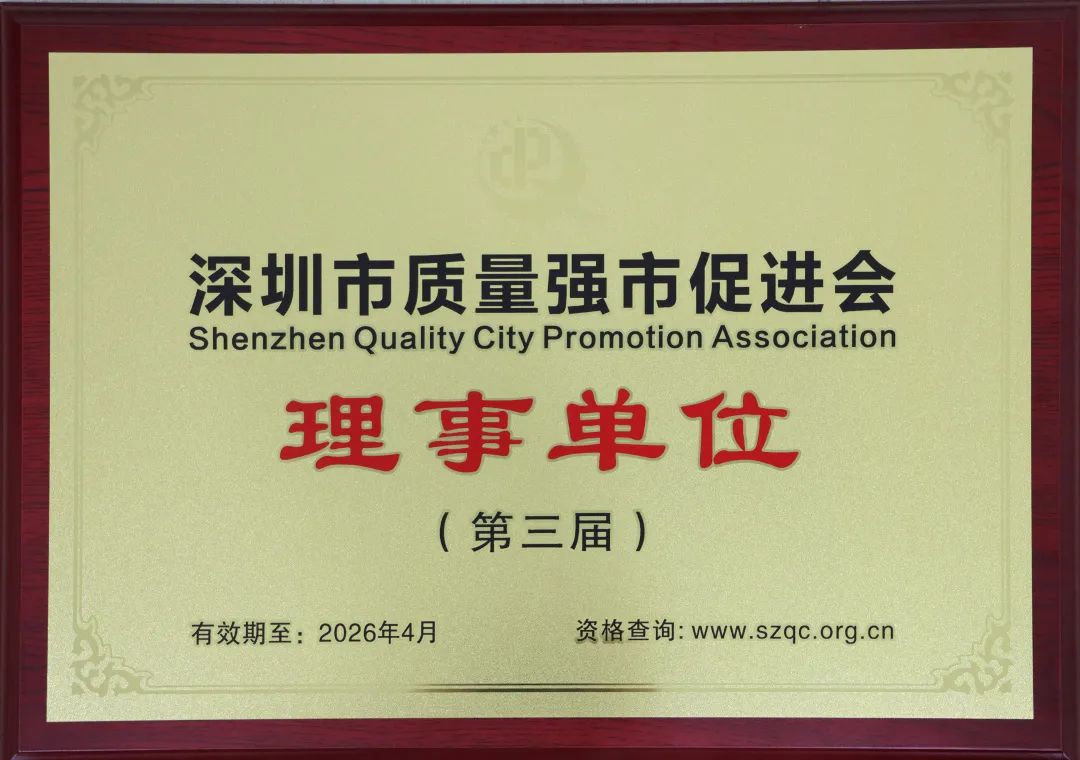 深圳市质量强市促进会
Shenzhen Quality City Promotion Association
理事单位
（第三届）
有效期至：2026年4月
资格查询: www.szqc.org.cn